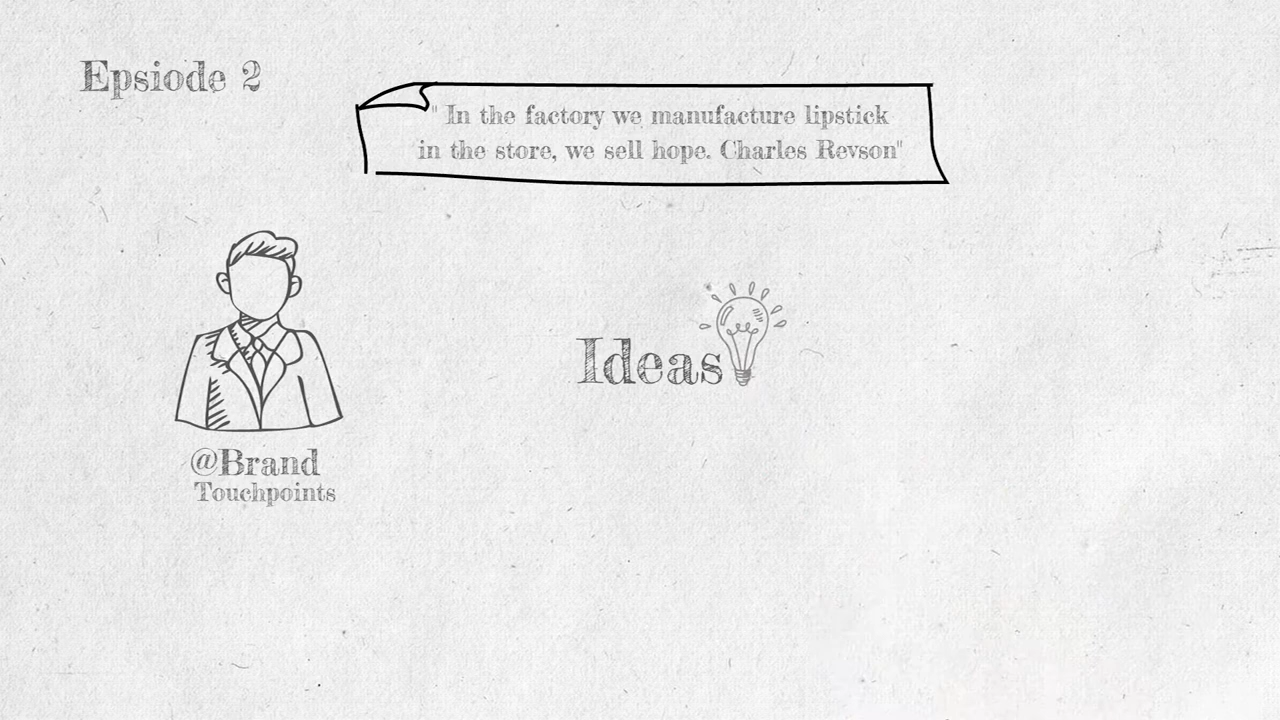 Epsiode 2
" In the factory we manufacture lipstick
in the store, we sell hope. Charles Revson"
Ideas
@Brand
Touchpoints